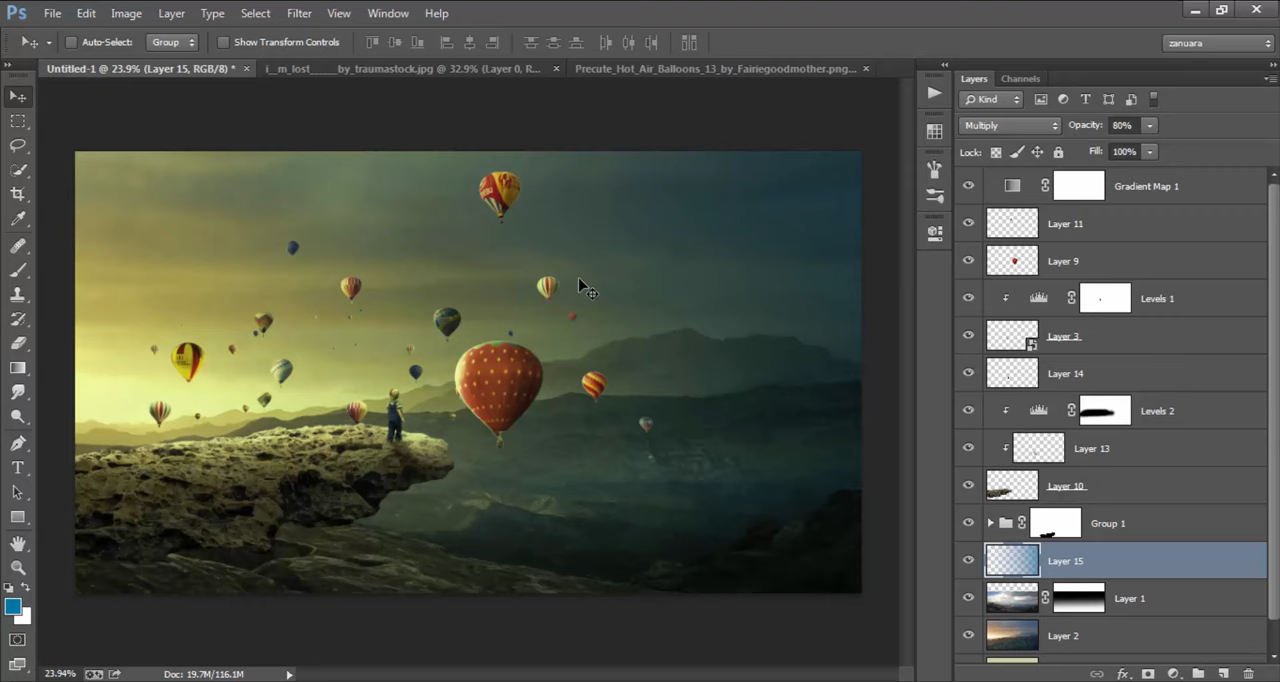 Ps File Edit Image Layer Type Select Filter View Window Help
Auto-Select: Group Show Transform Controls zanuara
Untitled-1 @ 23.9% (Layer 15, RGB/8) * × i__m_lost_____by_traumastock.jpg @ 32.9% (Layer 0, R... × Precute_Hot_Air_Balloons_13_by_Fairiegoodmother.png... ×
Layers Channels
Kind
Multiply Opacity: 80%
Lock: Fill: 100%
Gradient Map 1
Layer 11
Layer 9
Levels 1
Layer 3
Layer 14
Levels 2
Layer 13
Layer 10
Group 1
Layer 15
Layer 1
Layer 2
23.94% Doc: 19.7M/116.1M